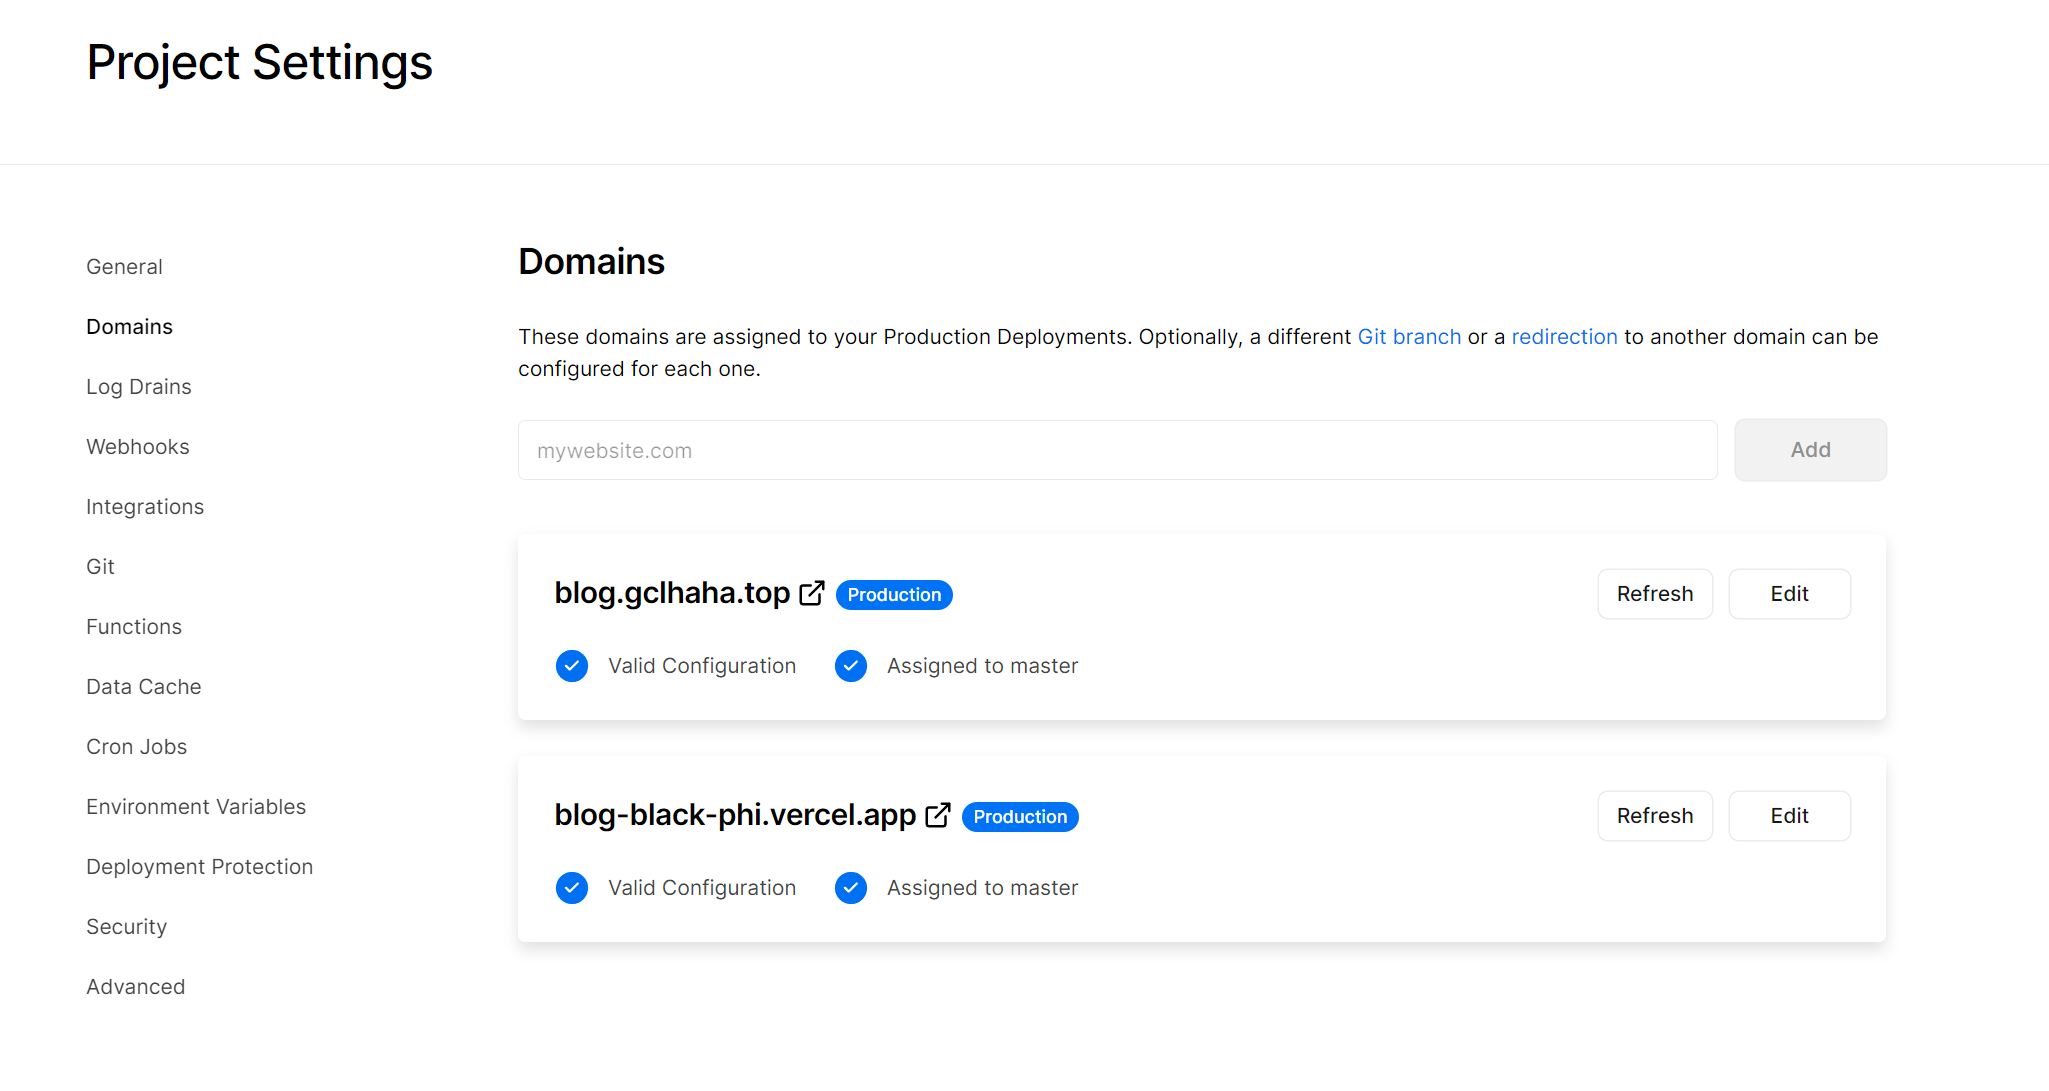 Project Settings
General
Domains
Log Drains
Webhooks
Integrations
Git
Functions
Data Cache
Cron Jobs
Environment Variables
Deployment Protection
Security
Advanced
Domains
These domains are assigned to your Production Deployments. Optionally, a different Git branch or a redirection to another domain can be
configured for each one.
mywebsite.com
Add
blog.gclhaha.top Production
Refresh
Edit
Valid Configuration
Assigned to master
blog-black-phi.vercel.app Production
Refresh
Edit
Valid Configuration
Assigned to master